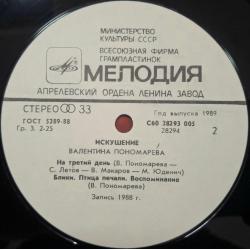 МИНИСТЕРСТВО
КУЛЬТУРЫ СССР
ВСЕСОЮЗНАЯ ФИРМА
ГРАМПЛАСТИНОК
МЕЛОДИЯ
АПРЕЛЕВСКИЙ ОРДЕНА ЛЕНИНА ЗАВОД
СТЕРЕО 33
Год выпуска 1989
ГОСТ 5289-88
Гр. 3. 2-25
С60 28293 005
28294
2
ИСКУШЕНИЕ
ВАЛЕНТИНА ПОНОМАРЕВА
На третий день (В. Пономарева —
С. Летов — В. Макаров — М. Юденич)
Блики. Птица печали. Воспоминание
(В. Пономарева)
Запись 1988 г.